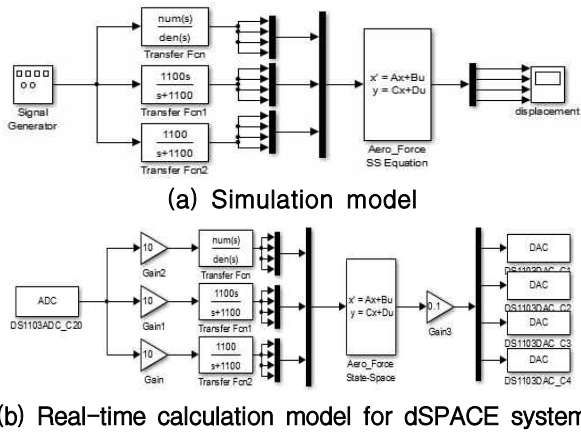 num(s)
den(s)
Transfer Fcn
Signal
Generator
1100s
s+1100
Transfer Fcn1
1100
s+1100
Transfer Fcn2
x' = Ax+Bu
y = Cx+Du
Aero_Force
SS Equation
displacement
(a) Simulation model
ADC
DS1103ADC_C20
10
Gain2
10
Gain1
10
Gain
num(s)
den(s)
Transfer Fcn
1100s
s+1100
Transfer Fcn1
1100
s+1100
Transfer Fcn2
x' = Ax+Bu
y = Cx+Du
Aero_Force
State-Space
0.1
Gain3
DAC
DS1103DAC_C1
DAC
DS1103DAC_C2
DAC
DS1103DAC_C3
DAC
DS1103DAC_C4
(b) Real-time calculation model for dSPACE system